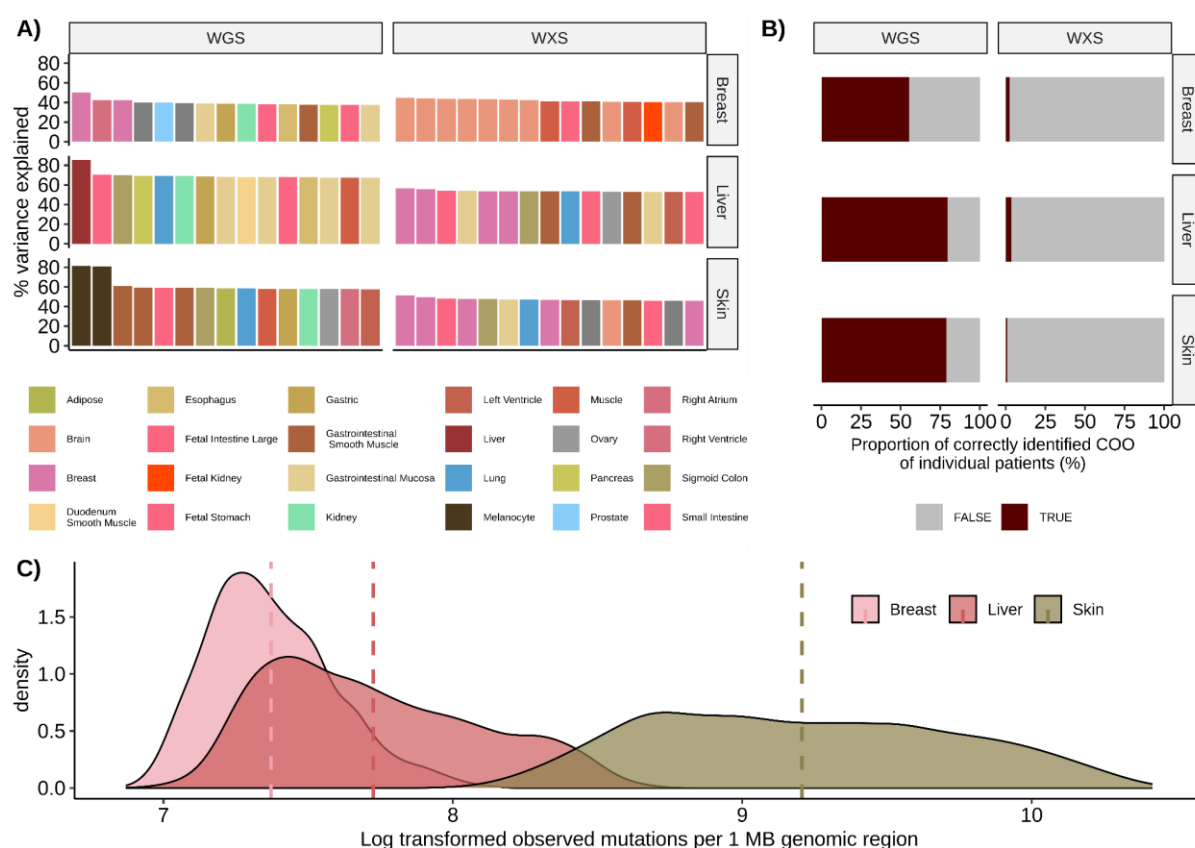 A)
WGS
WXS
% variance explained
80
60
40
20
0
Breast
80
60
40
20
0
Liver
80
60
40
20
0
Skin
Adipose
Esophagus
Gastric
Left Ventricle
Muscle
Right Atrium
Brain
Fetal Intestine Large
Gastrointestinal
Smooth Muscle
Liver
Ovary
Right Ventricle
Breast
Fetal Kidney
Gastrointestinal Mucosa
Lung
Pancreas
Sigmoid Colon
Duodenum
Smooth Muscle
Fetal Stomach
Kidney
Melanocyte
Prostate
Small Intestine
B)
WGS
WXS
Breast
Liver
Skin
0 25 50 75 100 0 25 50 75 100
Proportion of correctly identified COO
of individual patients (%)
FALSE TRUE
C)
density
1.5
1.0
0.5
0.0
Breast Liver Skin
7 8 9 10
Log transformed observed mutations per 1 MB genomic region